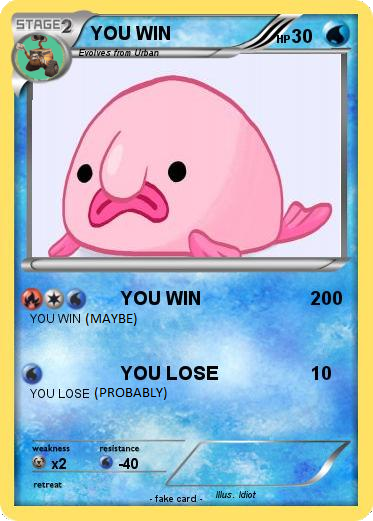 STAGE2
YOU WIN
HP30
Evolves from Urban
YOU WIN 200
YOU WIN (MAYBE)
YOU LOSE 10
YOU LOSE (PROBABLY)
weakness resistance
x2 -40
retreat
- fake card - Illus. Idiot